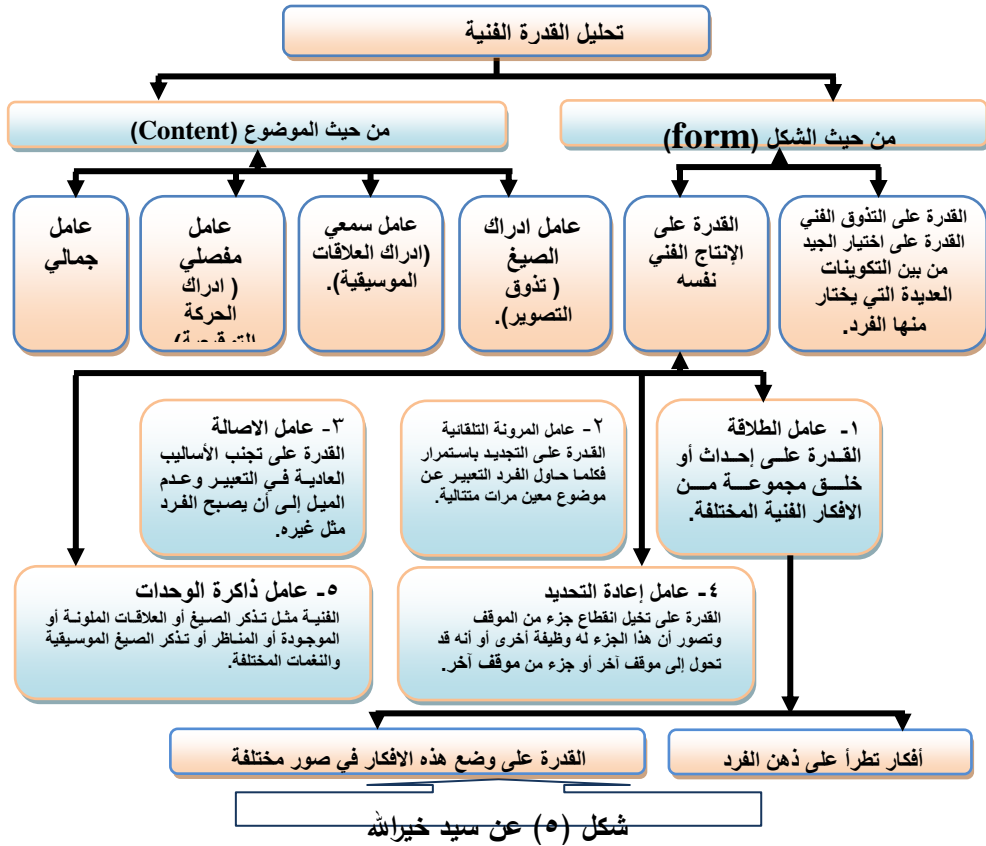 تحليل القدرة الفنية
من حيث الشكل (form)
من حيث الموضوع (Content)
القدرة على التذوق الفني
القدرة على اختيار الجيد
من بين التكوينات
العديدة التي يختار
منها الفرد.
القدرة على
الإنتاج الفني
نفسه
عامل ادراك
الصيغ
( تذوق
التصوير).
عامل سمعي
(ادراك العلاقات
الموسيقية).
عامل
مفصلي
( ادراك
الحركة
عامل
جمالي
١- عامل الطلاقة
القدرة على إحداث أو
خلق مجموعة من
الافكار الفنية المختلفة.
٢- عامل المرونة التلقائية
القدرة على التجديد باستمرار
فكلما حاول الفرد التعبير عن
موضوع معين مرات متتالية.
٣- عامل الاصالة
القدرة على تجنب الأساليب
العادية في التعبير وعدم
الميل إلى أن يصبح الفرد
مثل غيره.
٤- عامل إعادة التحديد
القدرة على تخيل انقطاع جزء من الموقف
وتصور أن هذا الجزء له وظيفة أخرى أو أنه قد
تحول إلى موقف آخر أو جزء من موقف آخر.
٥- عامل ذاكرة الوحدات
الفنية مثل تذكر الصيغ أو العلاقات الملونة أو
الموجودة أو المناظر أو تذكر الصيغ الموسيقية
والنغمات المختلفة.
أفكار تطرأ على ذهن الفرد
القدرة على وضع هذه الافكار في صور مختلفة
شكل (٥) عن سيد خيرالله